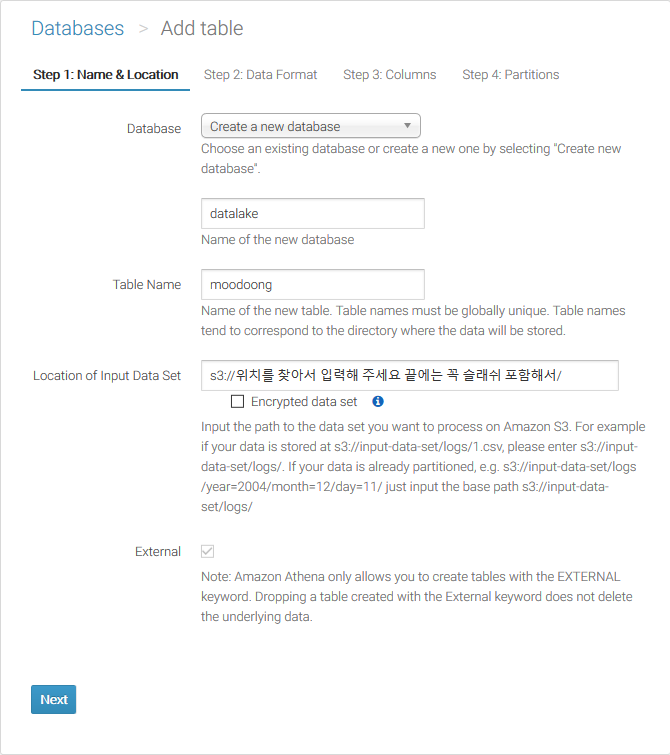 Databases > Add table
Step 1: Name & Location Step 2: Data Format Step 3: Columns Step 4: Partitions
Database Create a new database
Choose an existing database or create a new one by selecting "Create new
database".
datalake
Name of the new database
Table Name moodoong
Name of the new table. Table names must be globally unique. Table names
tend to correspond to the directory where the data will be stored.
Location of Input Data Set s3://위치를 찾아서 입력해 주세요 끝에는 꼭 슬래쉬 포함해서/
Encrypted data set
Input the path to the data set you want to process on Amazon S3. For example
if your data is stored at s3://input-data-set/logs/1.csv, please enter s3://input-
data-set/logs/. If your data is already partitioned, e.g. s3://input-data-set/logs
/year=2004/month=12/day=11/ just input the base path s3://input-data-
set/logs/
External
Note: Amazon Athena only allows you to create tables with the EXTERNAL
keyword. Dropping a table created with the External keyword does not delete
the underlying data.
Next